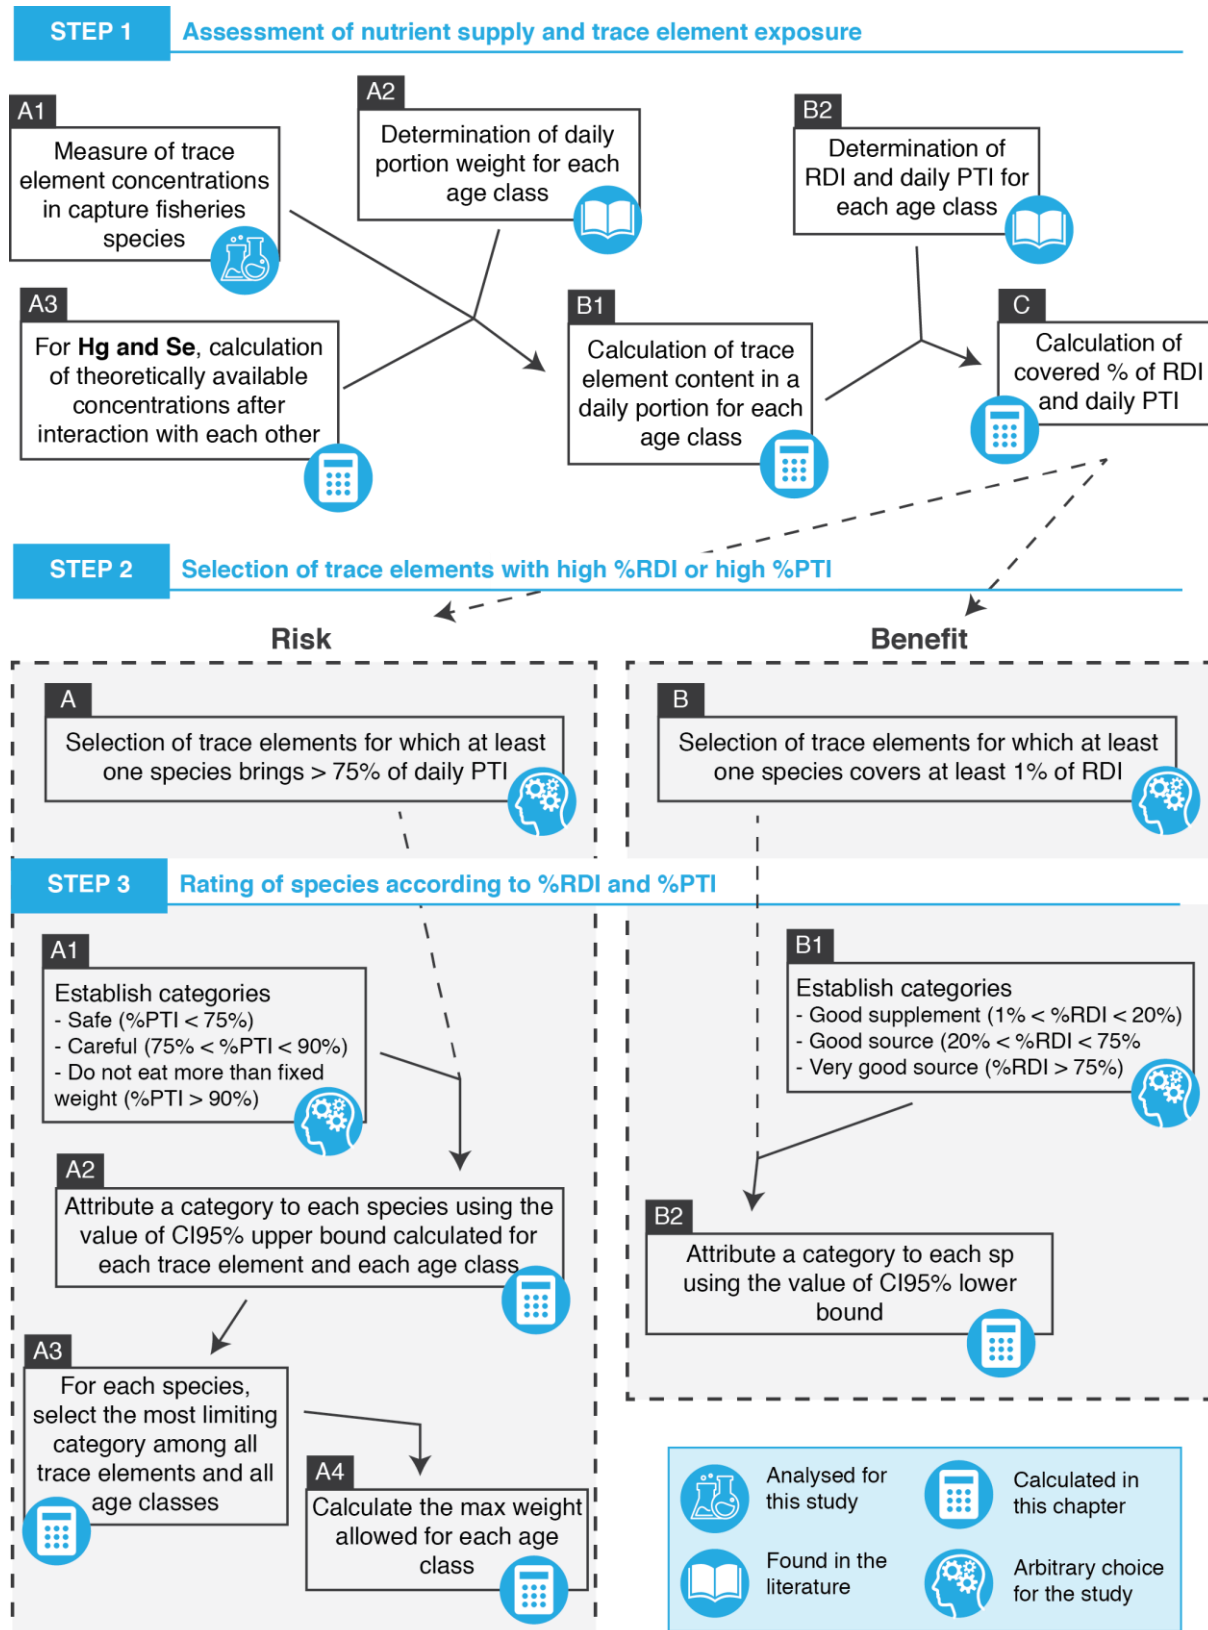 STEP 1
Assessment of nutrient supply and trace element exposure
A1
Measure of trace
element concentrations
in capture fisheries
species
A2
Determination of daily
portion weight for each
age class
B2
Determination of
RDI and daily PTI for
each age class
A3
For Hg and Se, calculation
of theoretically available
concentrations after
interaction with each other
B1
Calculation of trace
element content in a
daily portion for each
age class
C
Calculation of
covered % of RDI
and daily PTI
STEP 2
Selection of trace elements with high %RDI or high %PTI
Risk
A
Selection of trace elements for which at least
one species brings > 75% of daily PTI
Benefit
B
Selection of trace elements for which at least
one species covers at least 1% of RDI
STEP 3
Rating of species according to %RDI and %PTI
A1
Establish categories
- Safe (%PTI < 75%)
- Careful (75% < %PTI < 90%)
- Do not eat more than fixed
weight (%PTI > 90%)
B1
Establish categories
- Good supplement (1% < %RDI < 20%)
- Good source (20% < %RDI < 75%
- Very good source (%RDI > 75%)
A2
Attribute a category to each species using the
value of CI95% upper bound calculated for
each trace element and each age class
B2
Attribute a category to each sp
using the value of CI95% lower
bound
A3
For each species,
select the most limiting
category among all
trace elements and all
age classes
A4
Calculate the max weight
allowed for each age
class
Analysed for
this study
Calculated in
this chapter
Found in the
literature
Arbitrary choice
for the study